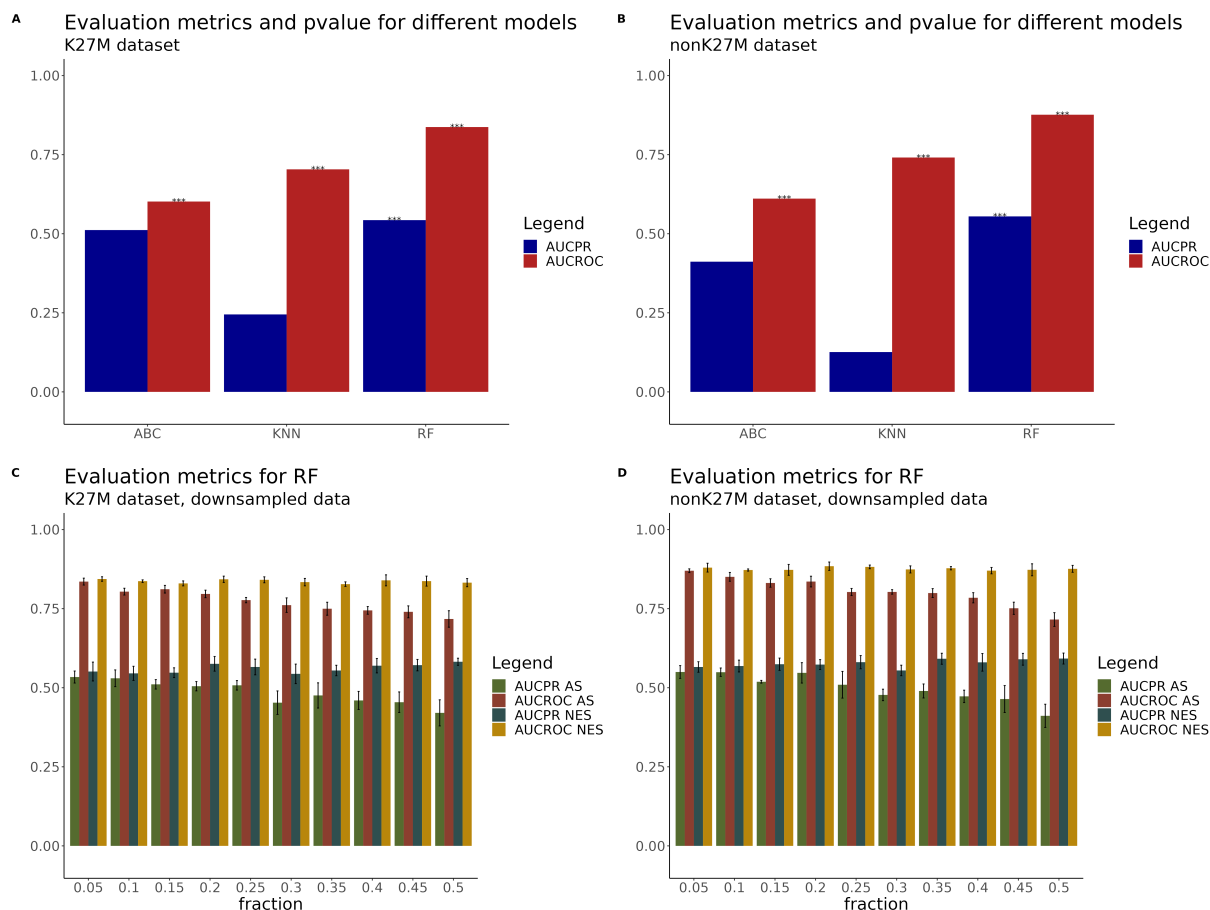 A
Evaluation metrics and pvalue for different models
K27M dataset
1.00
0.75
0.50
0.25
0.00
***
***
***
***
ABC
KNN
RF
Legend
AUCPR
AUCROC
B
Evaluation metrics and pvalue for different models
nonK27M dataset
1.00
0.75
0.50
0.25
0.00
***
***
***
***
ABC
KNN
RF
Legend
AUCPR
AUCROC
C
Evaluation metrics for RF
K27M dataset, downsampled data
1.00
0.75
0.50
0.25
0.00
0.05 0.1 0.15 0.2 0.25 0.3 0.35 0.4 0.45 0.5
fraction
Legend
AUCPR AS
AUCROC AS
AUCPR NES
AUCROC NES
D
Evaluation metrics for RF
nonK27M dataset, downsampled data
1.00
0.75
0.50
0.25
0.00
0.05 0.1 0.15 0.2 0.25 0.3 0.35 0.4 0.45 0.5
fraction
Legend
AUCPR AS
AUCROC AS
AUCPR NES
AUCROC NES